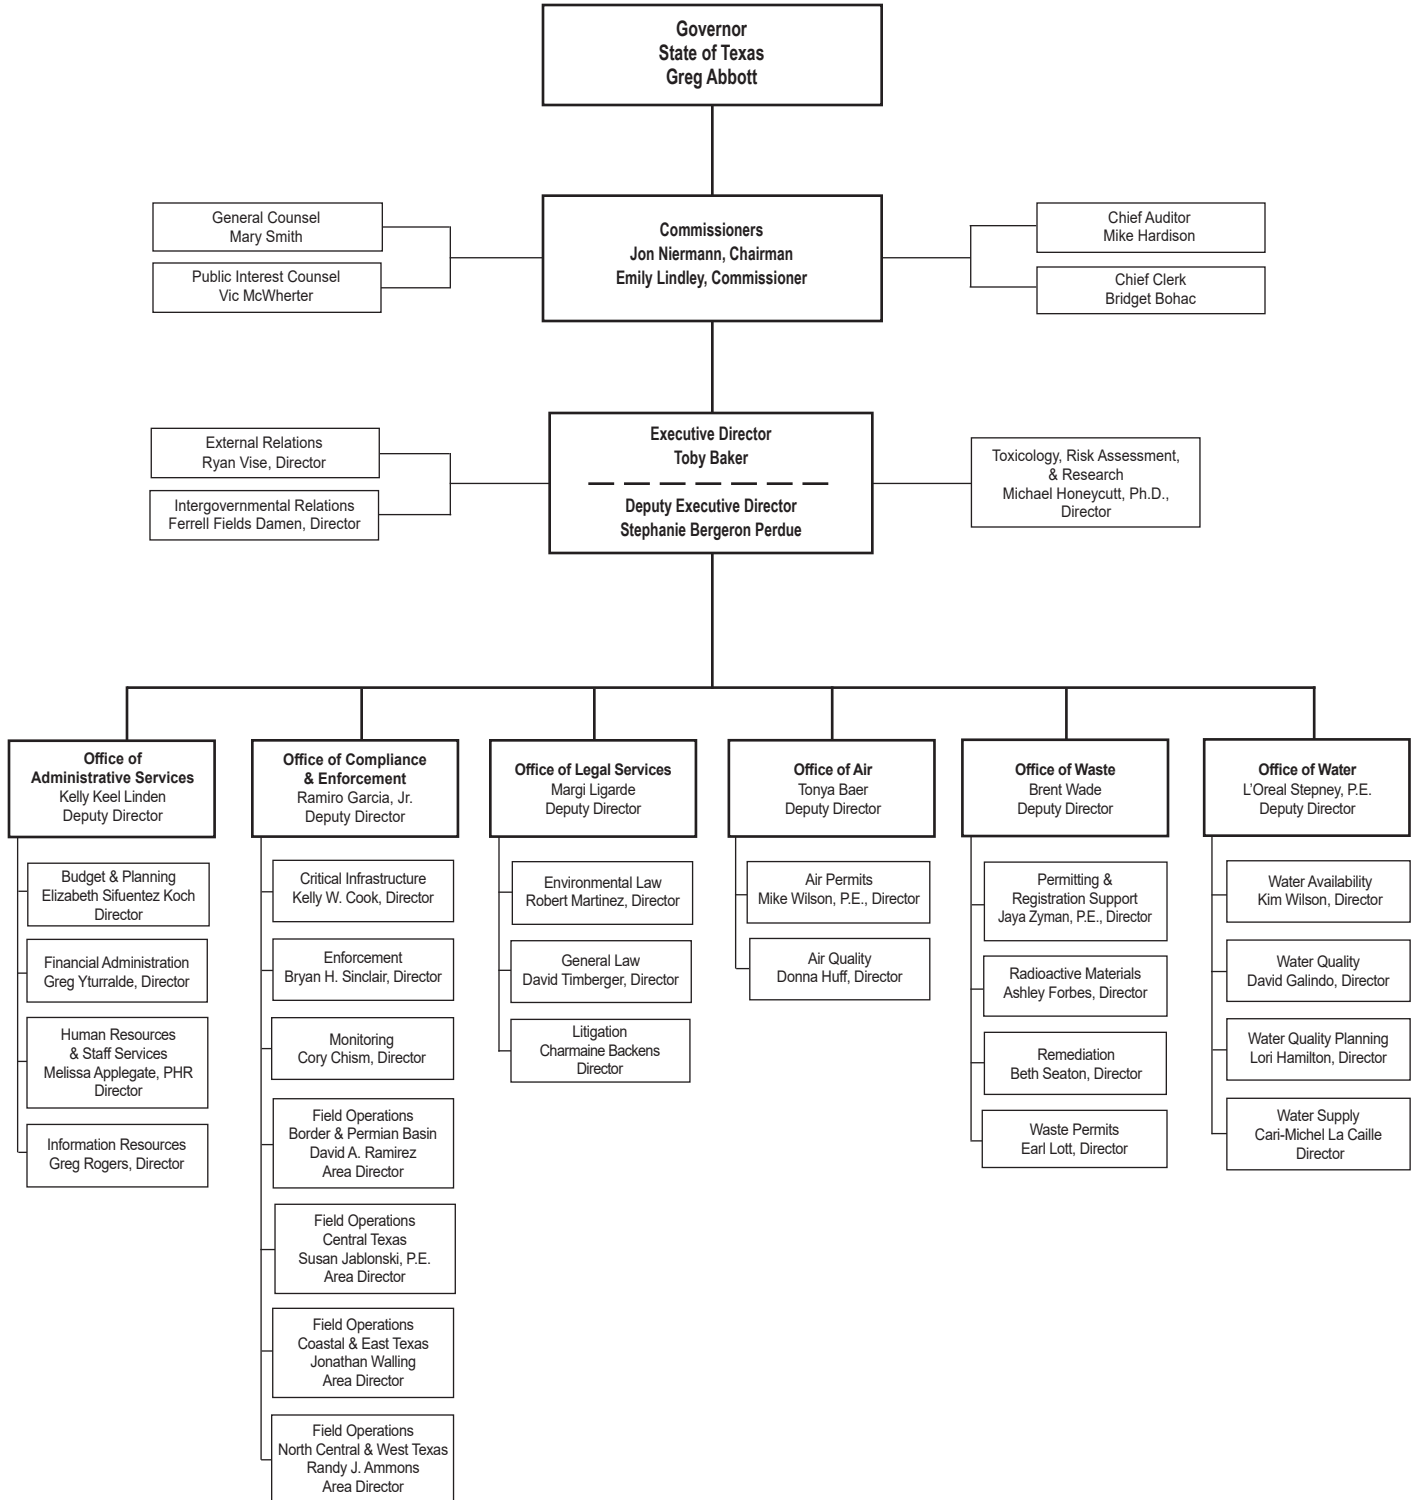 Governor
State of Texas
Greg Abbott
General Counsel
Mary Smith
Public Interest Counsel
Vic McWherter
Commissioners
Jon Niermann, Chairman
Emily Lindley, Commissioner
Chief Auditor
Mike Hardison
Chief Clerk
Bridget Bohac
External Relations
Ryan Vise, Director
Intergovernmental Relations
Ferrell Fields Damen, Director
Executive Director
Toby Baker
Deputy Executive Director
Stephanie Bergeron Perdue
Toxicology, Risk Assessment,
& Research
Michael Honeycutt, Ph.D.,
Director
Office of
Administrative Services
Kelly Keel Linden
Deputy Director
Budget & Planning
Elizabeth Sifuentez Koch
Director
Financial Administration
Greg Yturralde, Director
Human Resources
& Staff Services
Melissa Applegate, PHR
Director
Information Resources
Greg Rogers, Director
Office of Compliance
& Enforcement
Ramiro Garcia, Jr.
Deputy Director
Critical Infrastructure
Kelly W. Cook, Director
Enforcement
Bryan H. Sinclair, Director
Monitoring
Cory Chism, Director
Field Operations
Border & Permian Basin
David A. Ramirez
Area Director
Field Operations
Central Texas
Susan Jablonski, P.E.
Area Director
Field Operations
Coastal & East Texas
Jonathan Walling
Area Director
Field Operations
North Central & West Texas
Randy J. Ammons
Area Director
Office of Legal Services
Margi Ligarde
Deputy Director
Environmental Law
Robert Martinez, Director
General Law
David Timberger, Director
Litigation
Charmaine Backens
Director
Office of Air
Tonya Baer
Deputy Director
Air Permits
Mike Wilson, P.E., Director
Air Quality
Donna Huff, Director
Office of Waste
Brent Wade
Deputy Director
Permitting &
Registration Support
Jaya Zyman, P.E., Director
Radioactive Materials
Ashley Forbes, Director
Remediation
Beth Seaton, Director
Waste Permits
Earl Lott, Director
Office of Water
L’Oreal Stepney, P.E.
Deputy Director
Water Availability
Kim Wilson, Director
Water Quality
David Galindo, Director
Water Quality Planning
Lori Hamilton, Director
Water Supply
Cari-Michel La Caille
Director